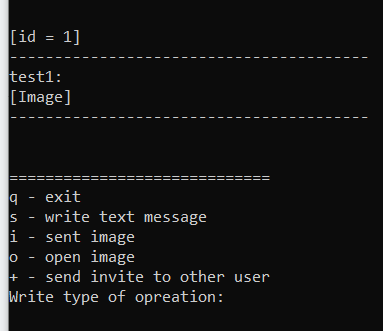 [id = 1]
----------------------------------------
test1:
[Image]
----------------------------------------
=============================
q - exit
s - write text message
i - sent image
o - open image
+ - send invite to other user
Write type of opreation: